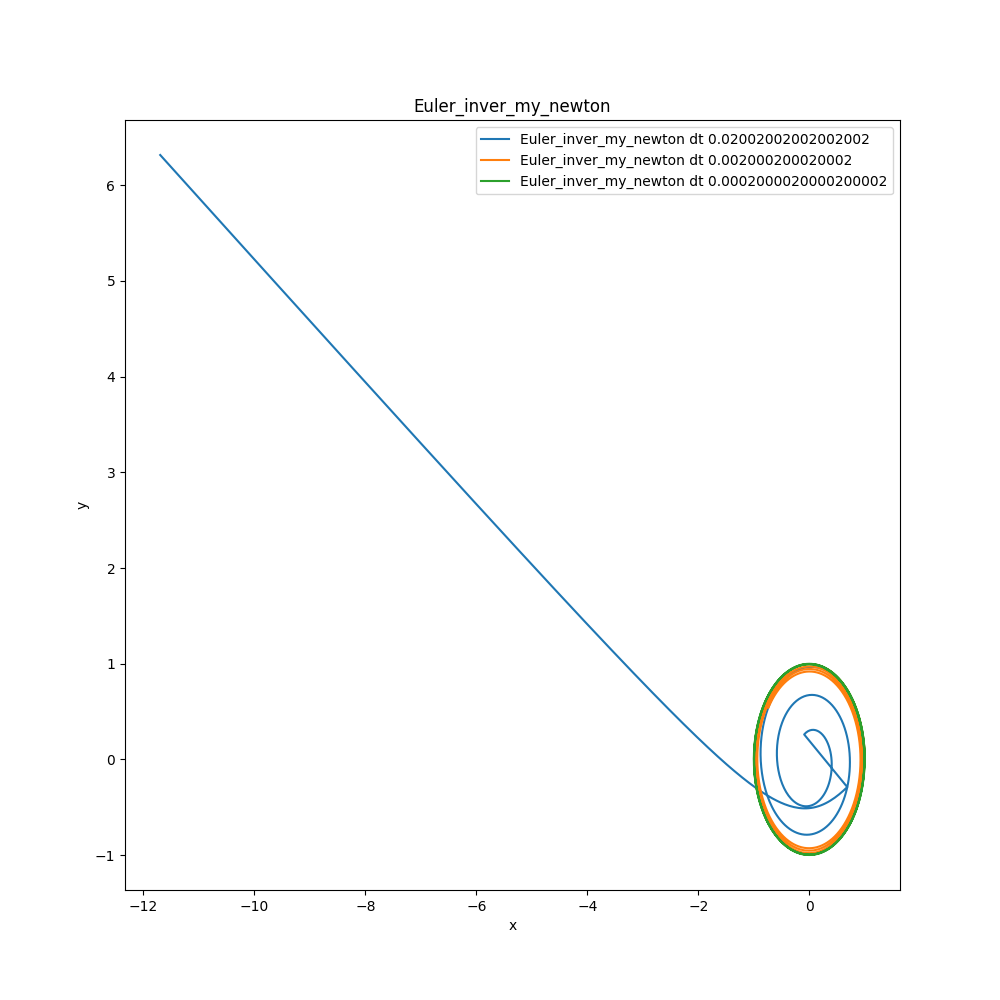 Euler_inver_my_newton
Euler_inver_my_newton dt 0.02002002002002002
Euler_inver_my_newton dt 0.002000200020002
Euler_inver_my_newton dt 0.0002000020000200002
6
5
4
3
2
1
0
−1
y
−12 −10 −8 −6 −4 −2 0
x